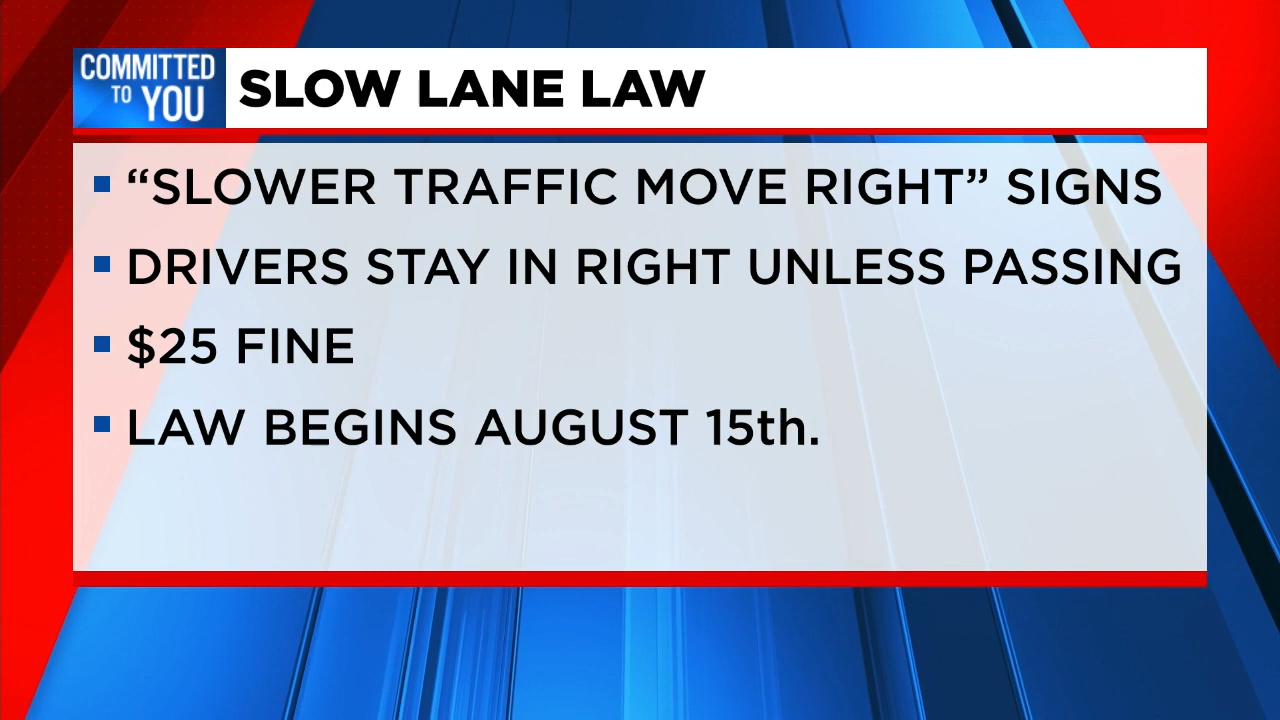 COMMITTED
TO YOU
SLOW LANE LAW
“SLOWER TRAFFIC MOVE RIGHT” SIGNS
DRIVERS STAY IN RIGHT UNLESS PASSING
$25 FINE
LAW BEGINS AUGUST 15th.